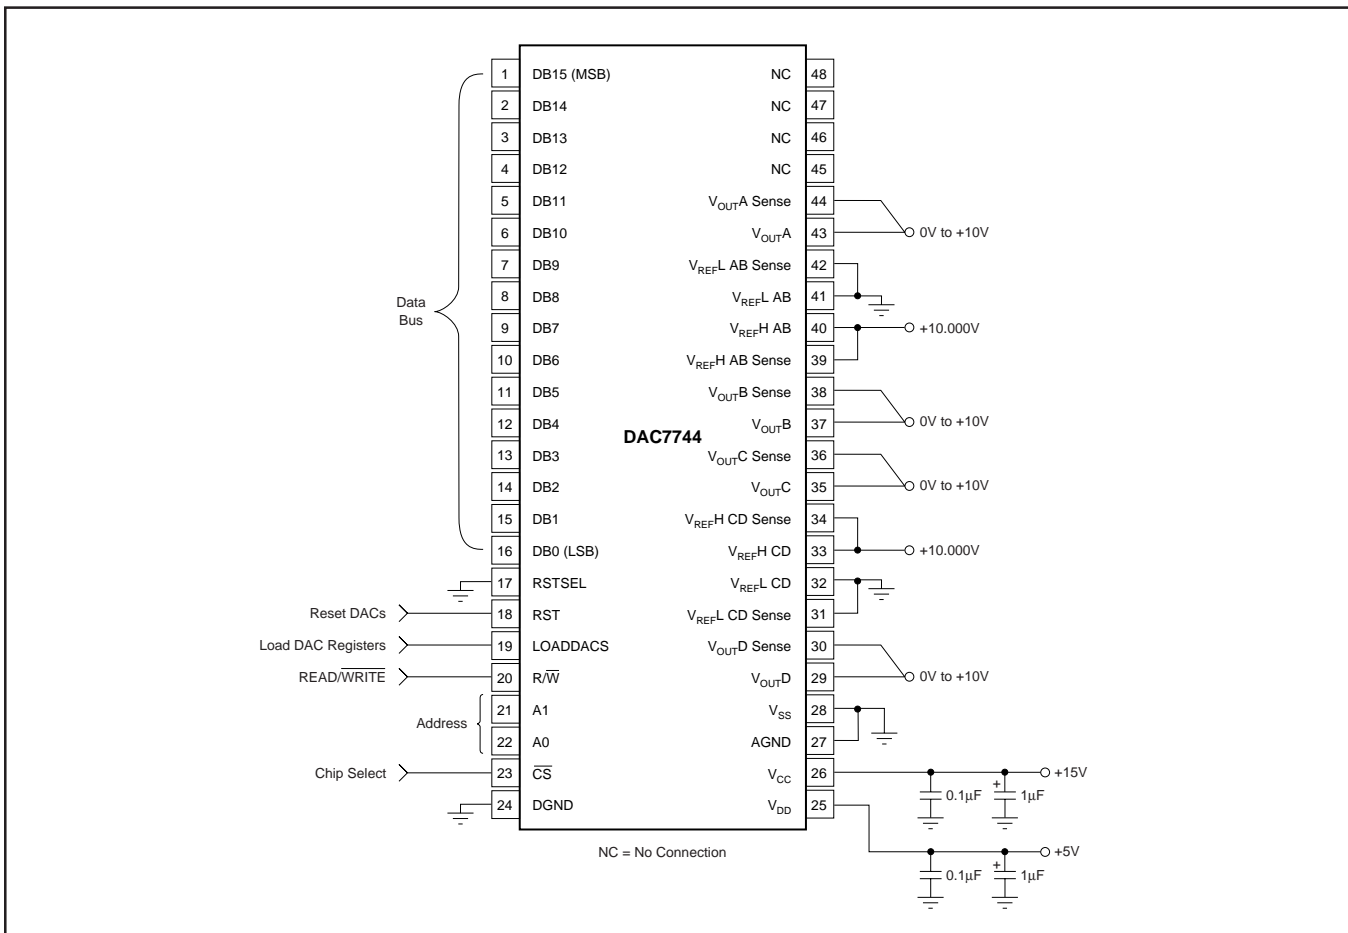 1 DB15 (MSB) NC 48
2 DB14 NC 47
3 DB13 NC 46
4 DB12 NC 45
5 DB11 VOUTA Sense 44
6 DB10 VOUTA 43 0V to +10V
7 DB9 VREFL AB Sense 42
8 DB8 VREFL AB 41
Data
Bus
9 DB7 VREFH AB 40 +10.000V
10 DB6 VREFH AB Sense 39
11 DB5 VOUTB Sense 38
12 DB4 VOUTB 37 0V to +10V
DAC7744
13 DB3 VOUTC Sense 36
14 DB2 VOUTC 35 0V to +10V
15 DB1 VREFH CD Sense 34
16 DB0 (LSB) VREFH CD 33 +10.000V
17 RSTSEL VREFL CD 32
Reset DACs 18 RST VREFL CD Sense 31
Load DAC Registers 19 LOADDACS VOUTD Sense 30
READ/W̅R̅I̅T̅E̅ 20 R/W̅ VOUTD 29 0V to +10V
21 A1 VSS 28
Address
22 A0 AGND 27
Chip Select 23 C̅S̅ VCC 26 +15V
0.1µF + 1µF
24 DGND VDD 25
NC = No Connection +5V
0.1µF + 1µF